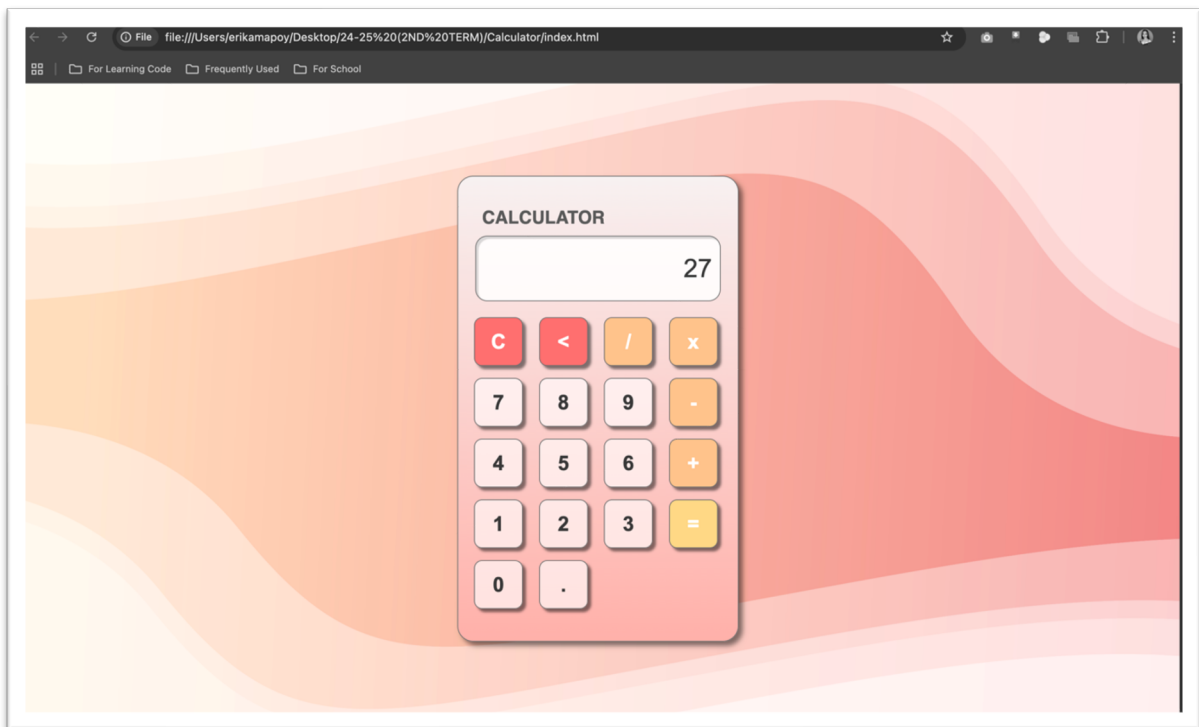 File file:///Users/erikamapoy/Desktop/24-25%20(2ND%20TERM)/Calculator/index.html
For Learning Code Frequently Used For School
CALCULATOR
27
C < / x
7 8 9 -
4 5 6 +
1 2 3 =
0 .